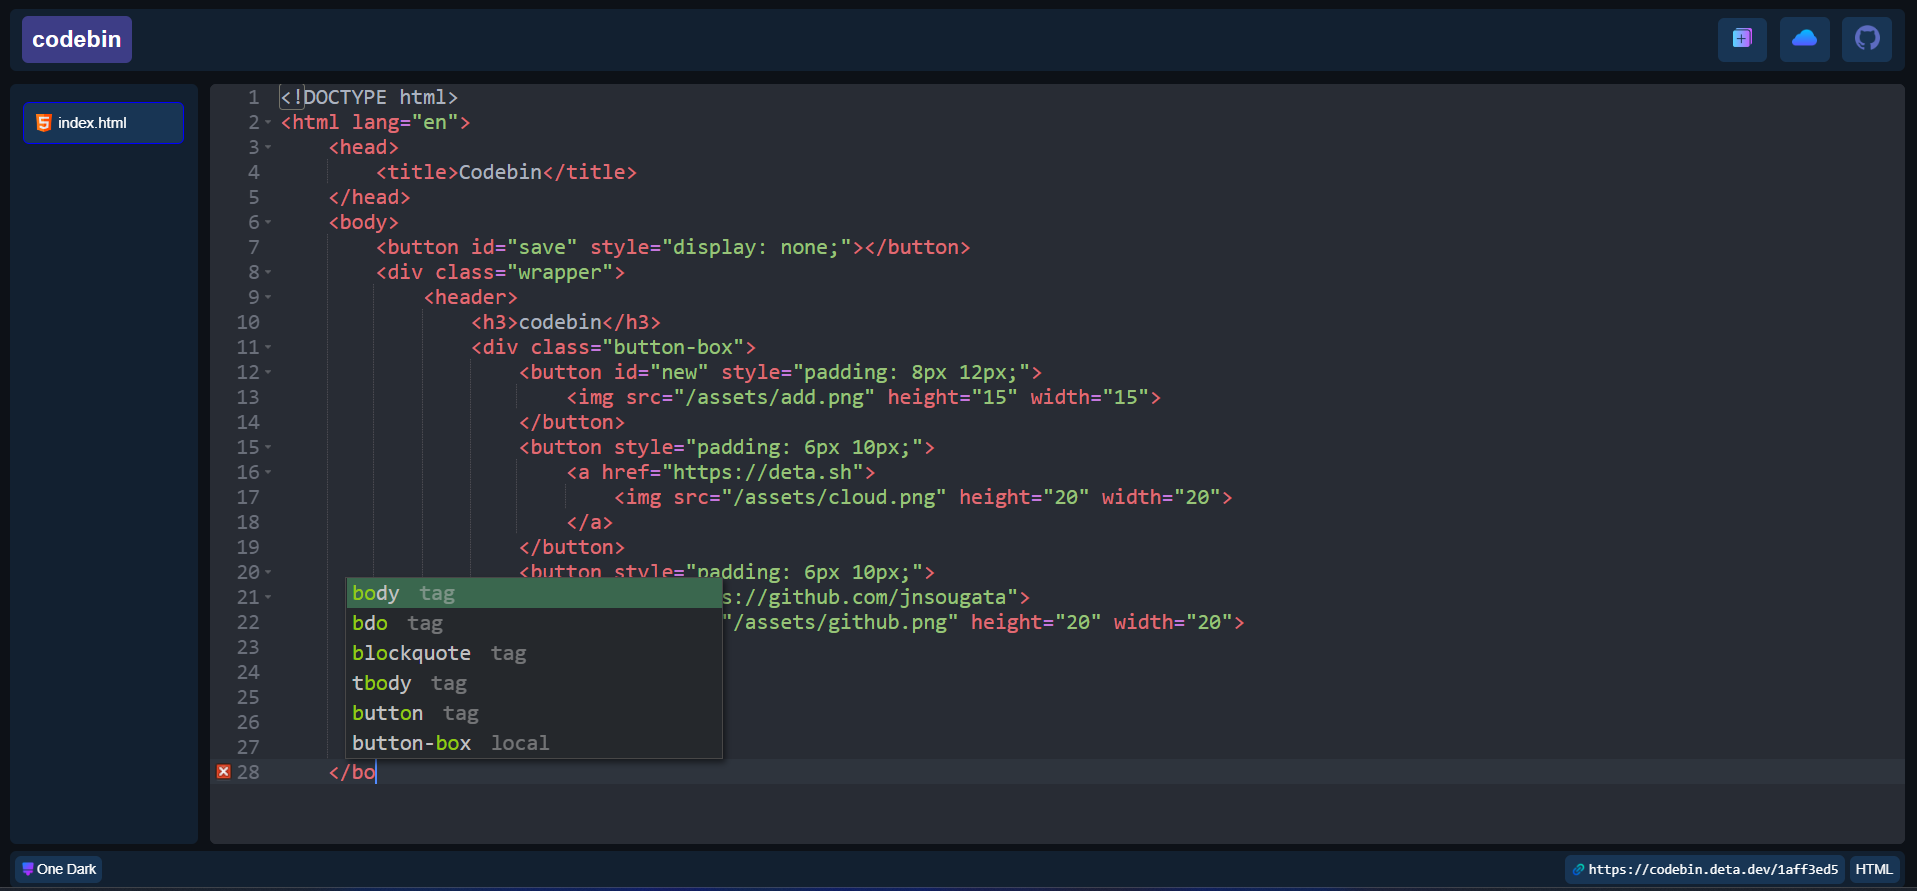 codebin
index.html
1 <!DOCTYPE html>
2 <html lang="en">
3 <head>
4 <title>Codebin</title>
5 </head>
6 <body>
7 <button id="save" style="display: none;"></button>
8 <div class="wrapper">
9 <header>
10 <h3>codebin</h3>
11 <div class="button-box">
12 <button id="new" style="padding: 8px 12px;">
13 <img src="/assets/add.png" height="15" width="15">
14 </button>
15 <button style="padding: 6px 10px;">
16 <a href="https://deta.sh">
17 <img src="/assets/cloud.png" height="20" width="20">
18 </a>
19 </button>
20 <button style="padding: 6px 10px;">
21 s://github.com/jnsougata">
22 "/assets/github.png" height="20" width="20">
23
24
25
26
27
28 </bo
body tag
bdo tag
blockquote tag
tbody tag
button tag
button-box local
One Dark
https://codebin.deta.dev/1aff3ed5
HTML